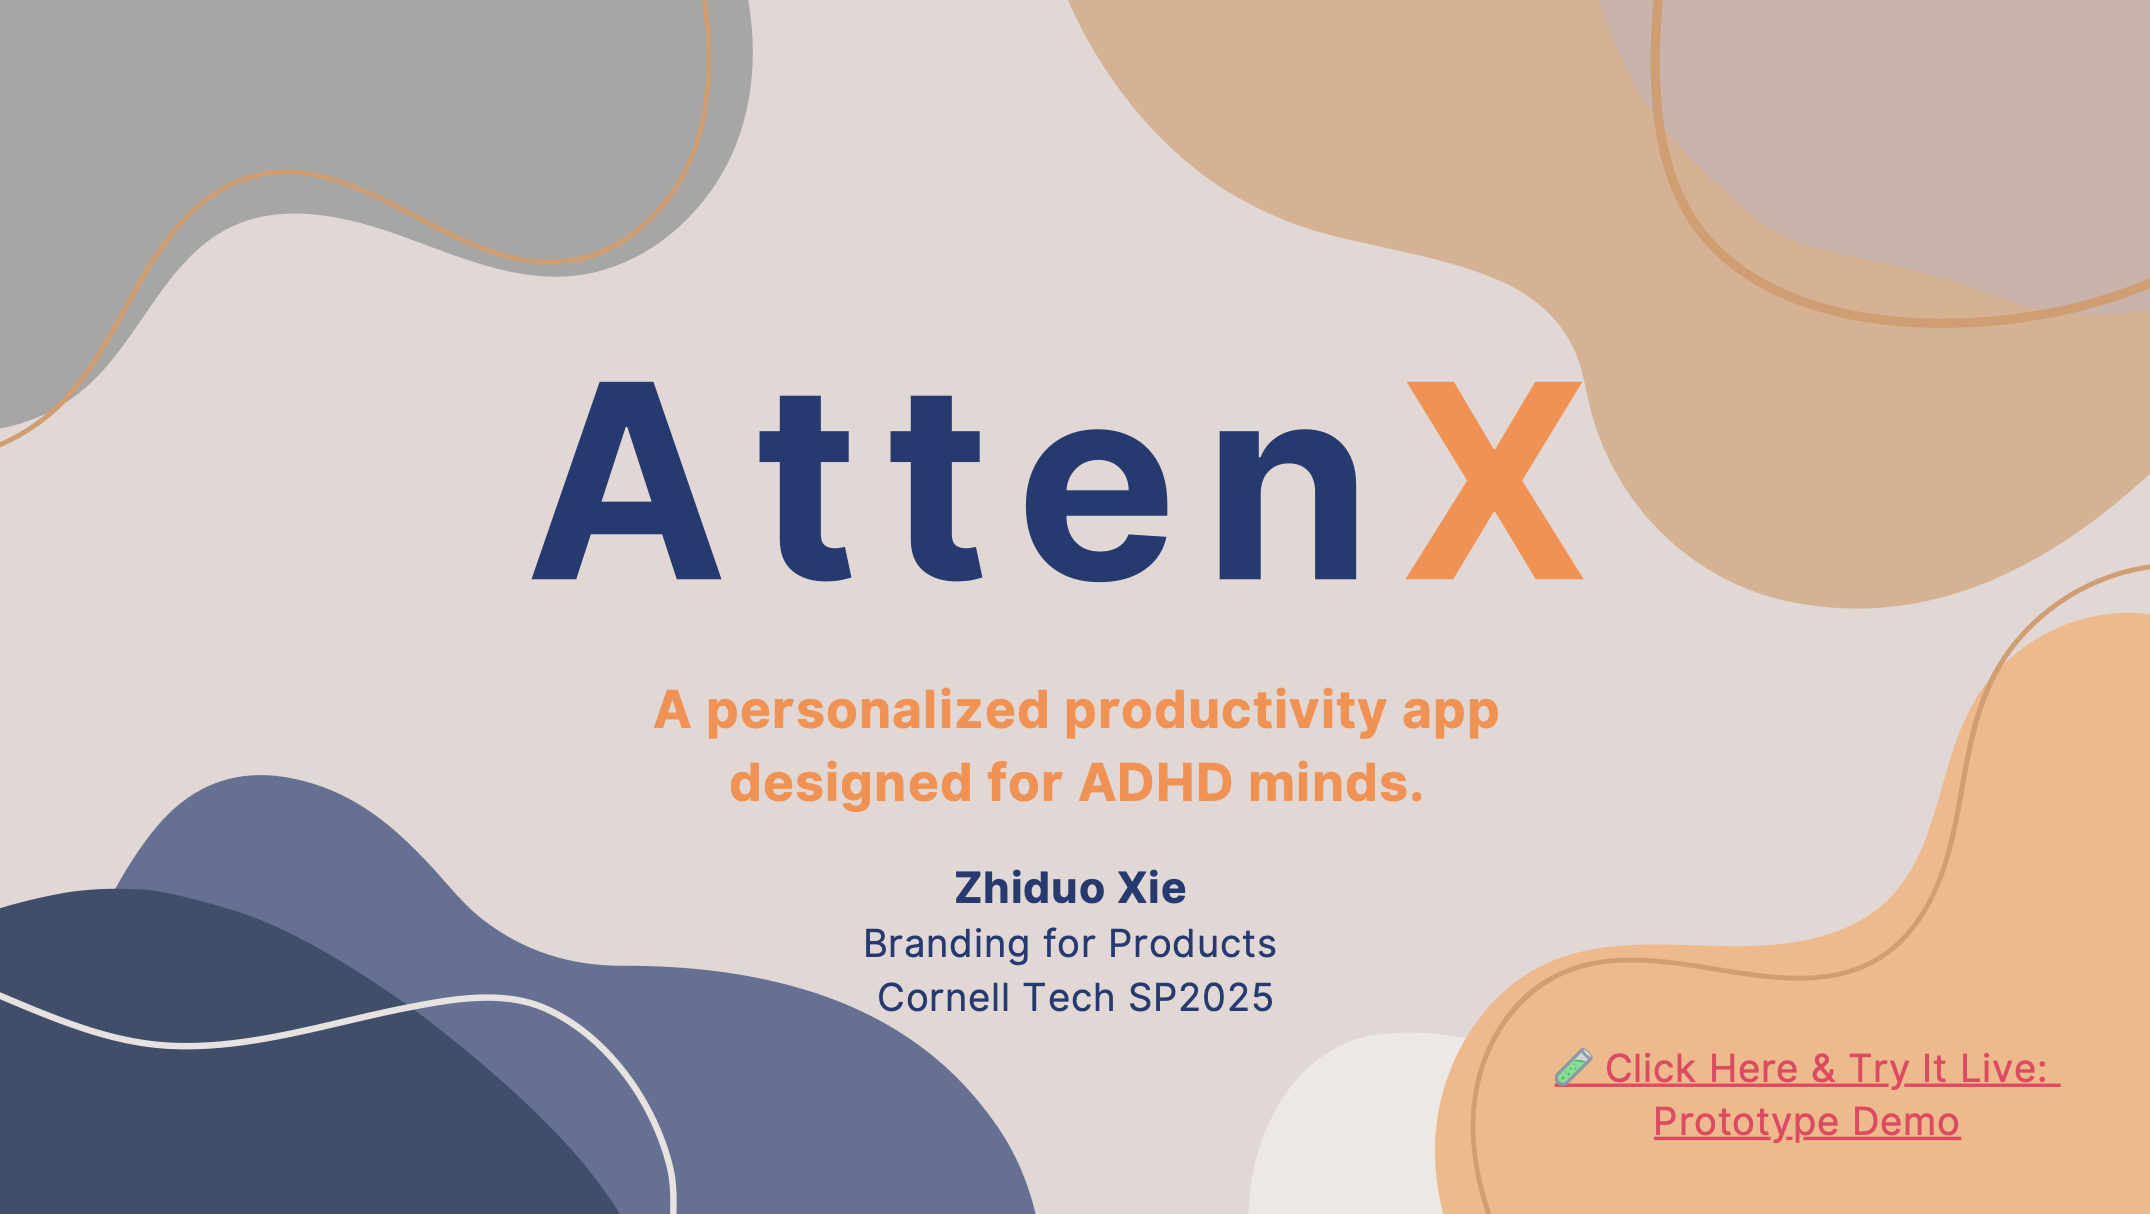 AttenX
A personalized productivity app
designed for ADHD minds.
Zhiduo Xie
Branding for Products
Cornell Tech SP2025
🧪 Click Here & Try It Live:
Prototype Demo